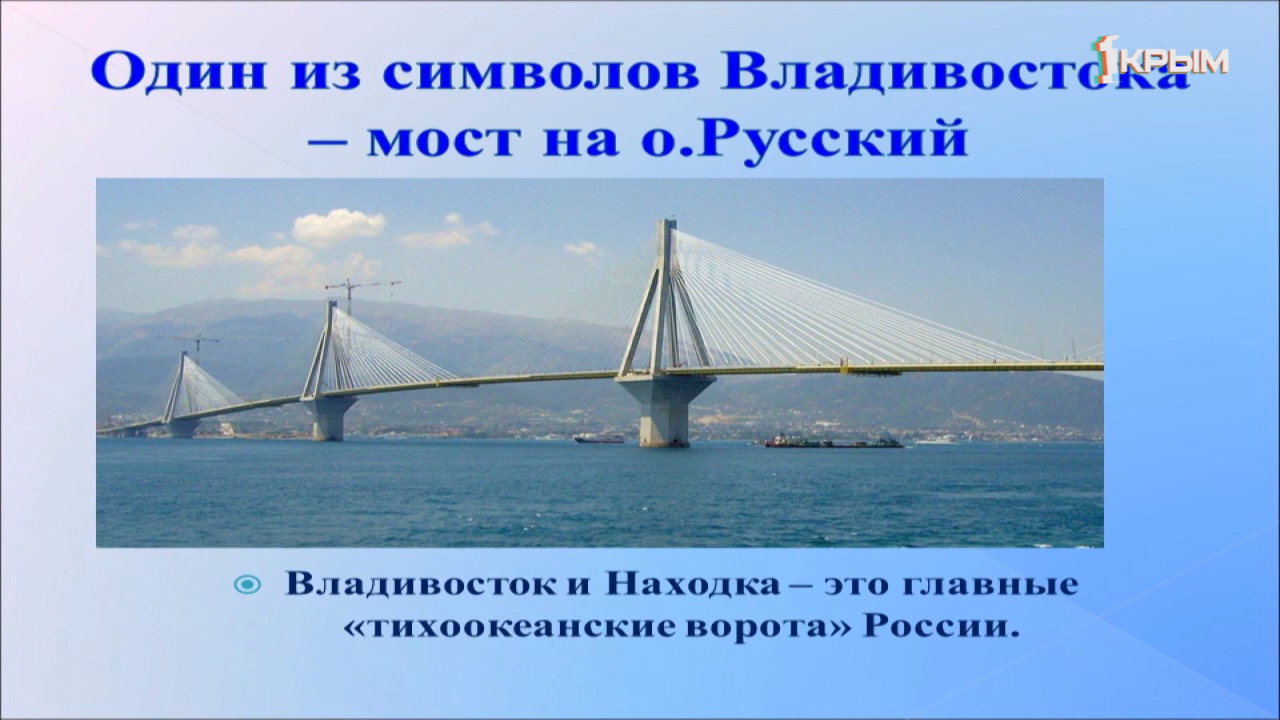 Один из символов Владивостока
– мост на о.Русский
1КРЫМ
Владивосток и Находка – это главные
«тихоокеанские ворота» России.